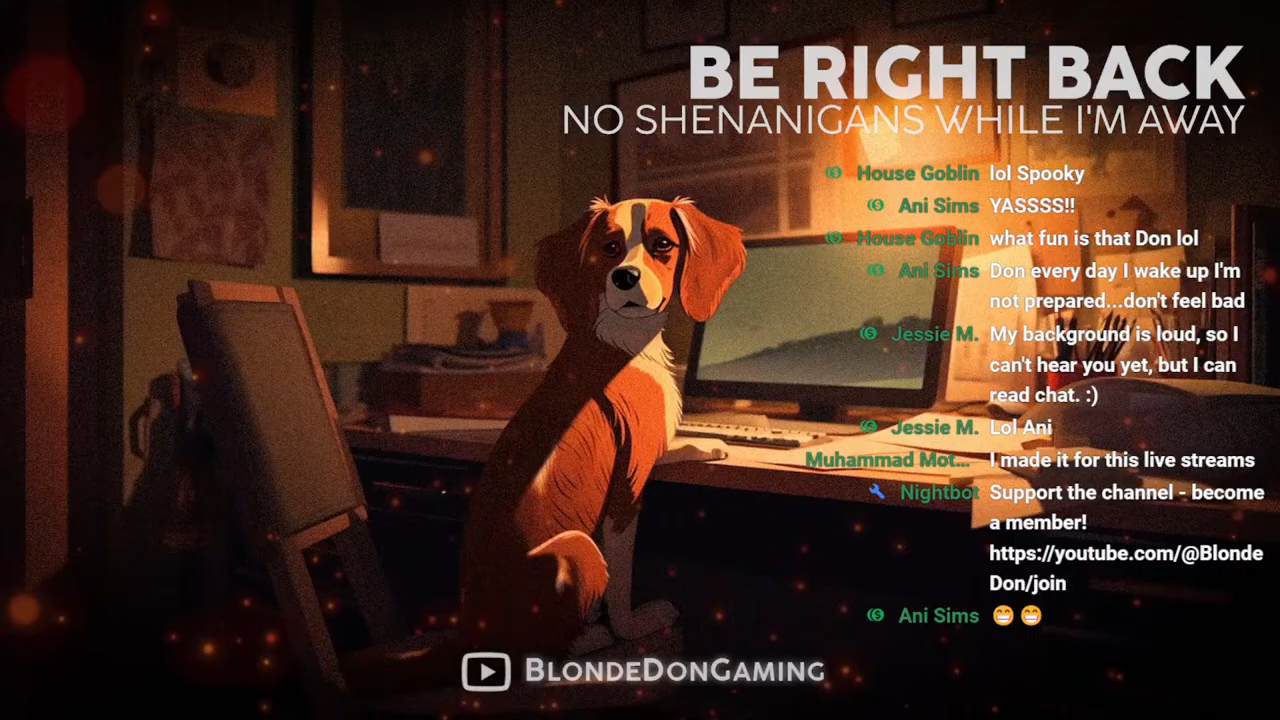 BE RIGHT BACK
NO SHENANIGANS WHILE I'M AWAY
House Goblin lol Spooky
Ani Sims YASSSS!!
House Goblin what fun is that Don lol
Ani Sims Don every day I wake up I'm
not prepared...don't feel bad
Jessie M. My background is loud, so I
can't hear you yet, but I can
read chat. :)
Jessie M. Lol Ani
Muhammad Mot... I made it for this live streams
Nightbot Support the channel - become
a member!
https://youtube.com/@Blonde
Don/join
Ani Sims 😁 😁
BLONDEDONGAMING